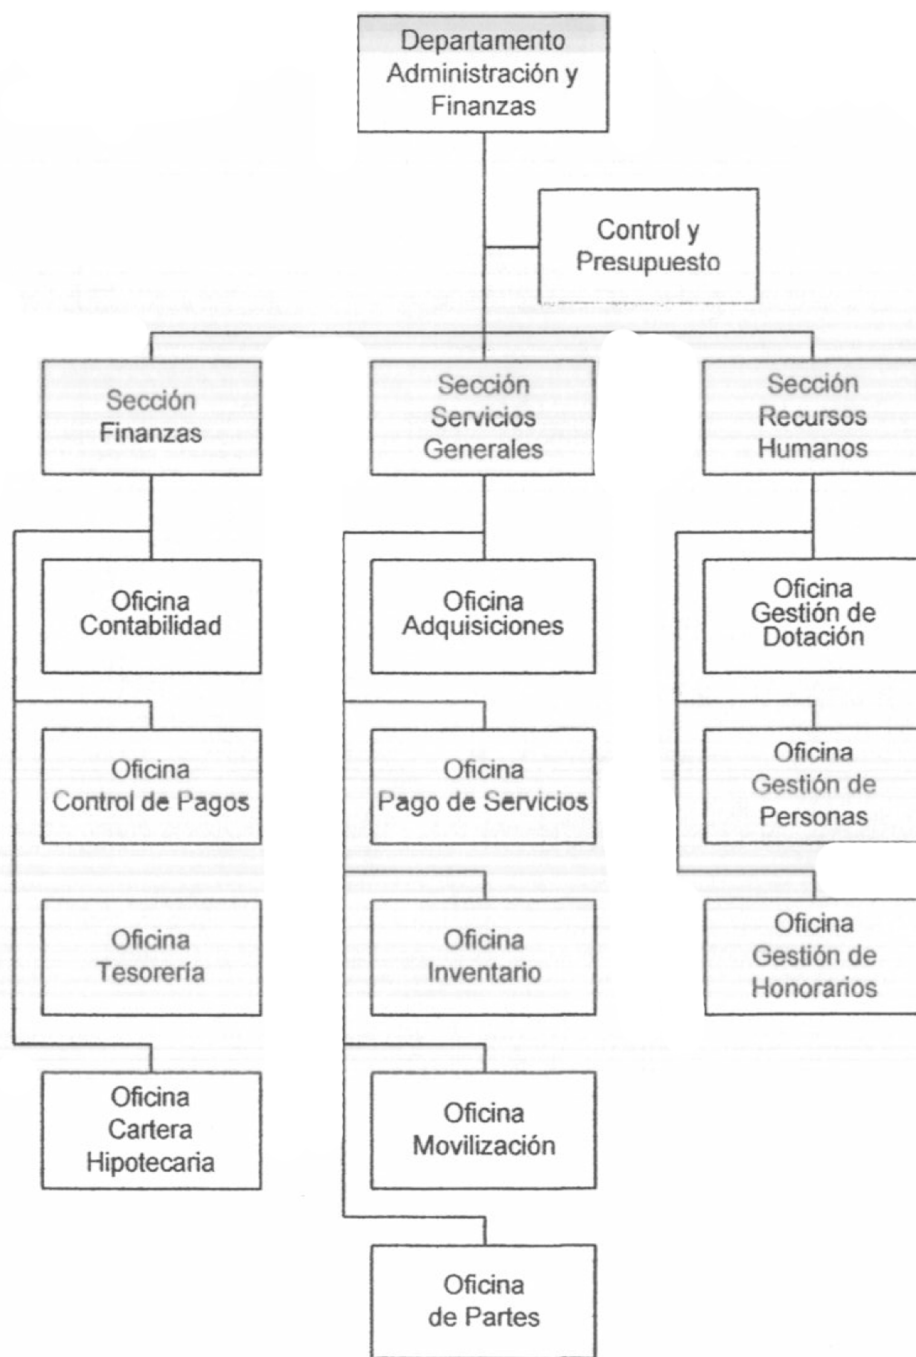 Departamento
Administración y
Finanzas
Control y
Presupuesto
Sección
Finanzas
Sección
Servicios
Generales
Sección
Recursos
Humanos
Oficina
Contabilidad
Oficina
Adquisiciones
Oficina
Gestión de
Dotación
Oficina
Control de Pagos
Oficina
Pago de Servicios
Oficina
Gestión de
Personas
Oficina
Tesorería
Oficina
Inventario
Oficina
Gestión de
Honorarios
Oficina
Cartera
Hipotecaria
Oficina
Movilización
Oficina
de Partes